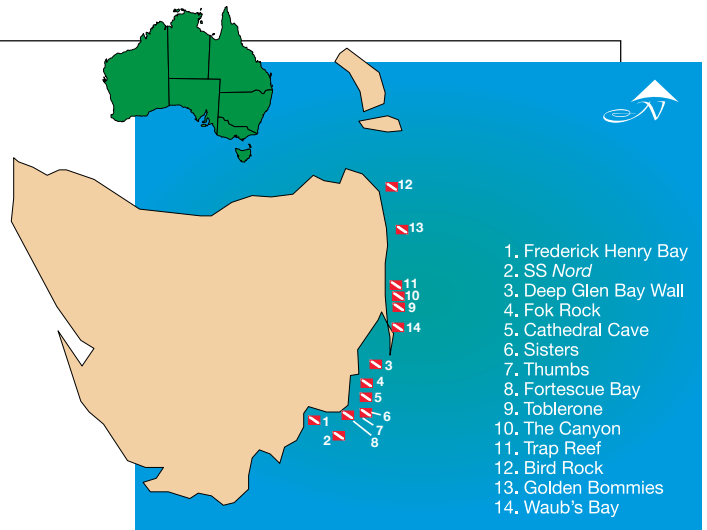 12
13
11
10
9
14
3
4
5
6
7
8
1
2
1. Frederick Henry Bay
2. SS Nord
3. Deep Glen Bay Wall
4. Fok Rock
5. Cathedral Cave
6. Sisters
7. Thumbs
8. Fortescue Bay
9. Toblerone
10. The Canyon
11. Trap Reef
12. Bird Rock
13. Golden Bommies
14. Waub's Bay
N